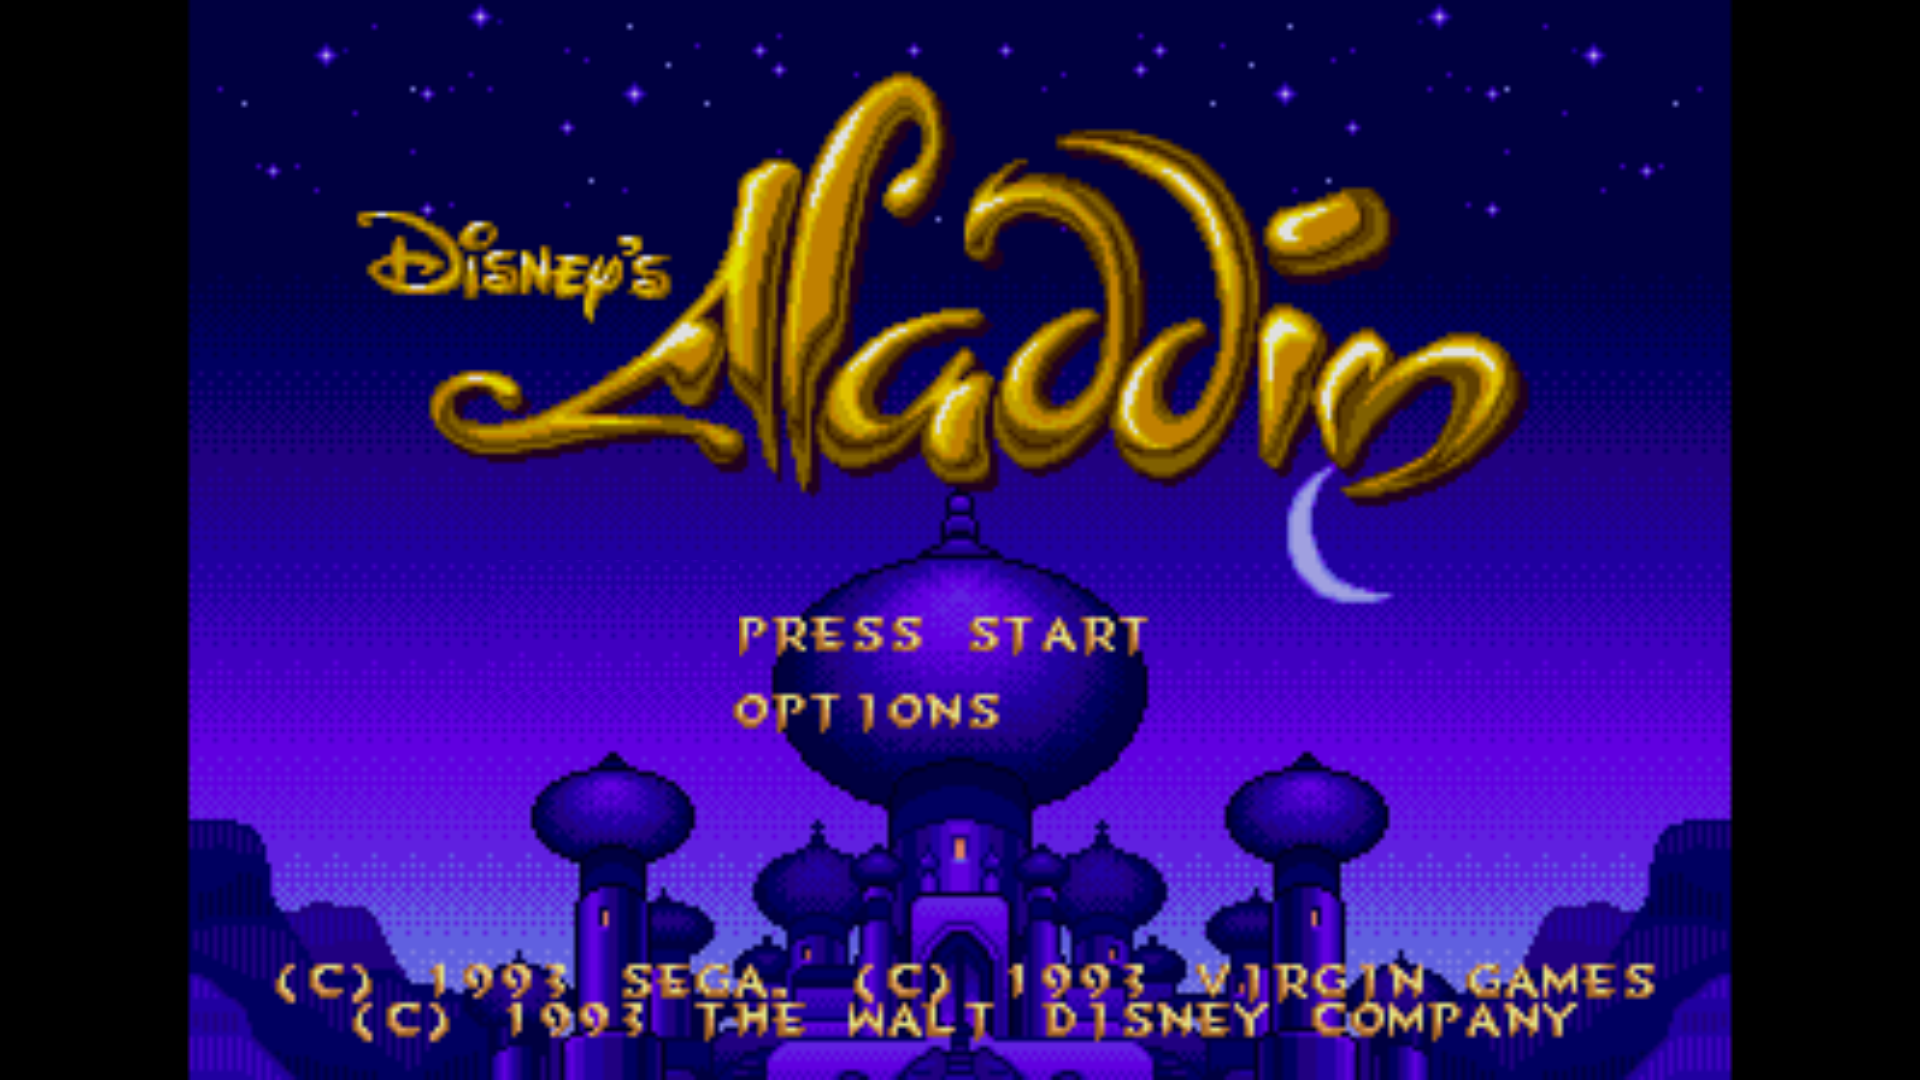 Disney's
Aladdin
PRESS START
OPTIONS
(C) 1993 SEGA. (C) 1993 VIRGIN GAMES
(C) 1993 THE WALT DISNEY COMPANY